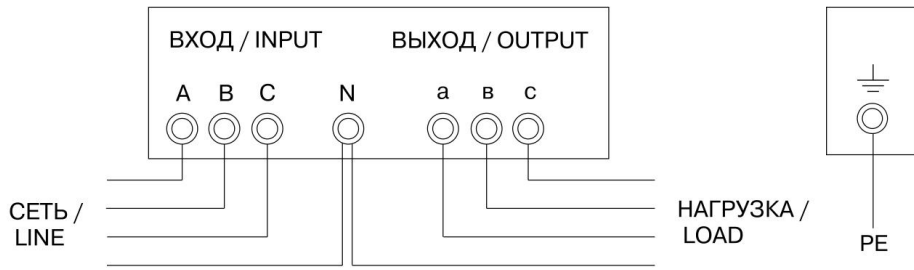 ВХОД / INPUT ВЫХОД / OUTPUT
A B C N a в c
СЕТЬ /
LINE
НАГРУЗКА /
LOAD
PE